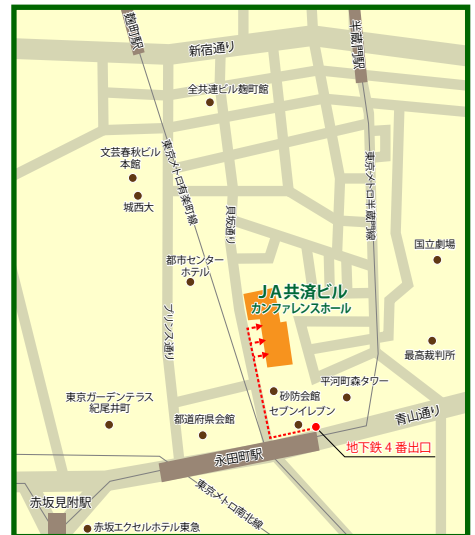 麹町駅
新宿通り
半蔵門駅
全共連ビル麹町館
文芸春秋ビル
本館
城西大
東京メトロ有楽町線
貝坂通り
東京メトロ半蔵門線
国立劇場
都市センター
ホテル
JA共済ビル
カンファレンスホール
プリンス通り
最高裁判所
平河町森タワー
砂防会館
セブンイレブン
東京ガーデンテラス
紀尾井町
都道府県会館
青山通り
地下鉄4番出口
永田町駅
東京メトロ南北線
赤坂見附駅
赤坂エクセルホテル東急